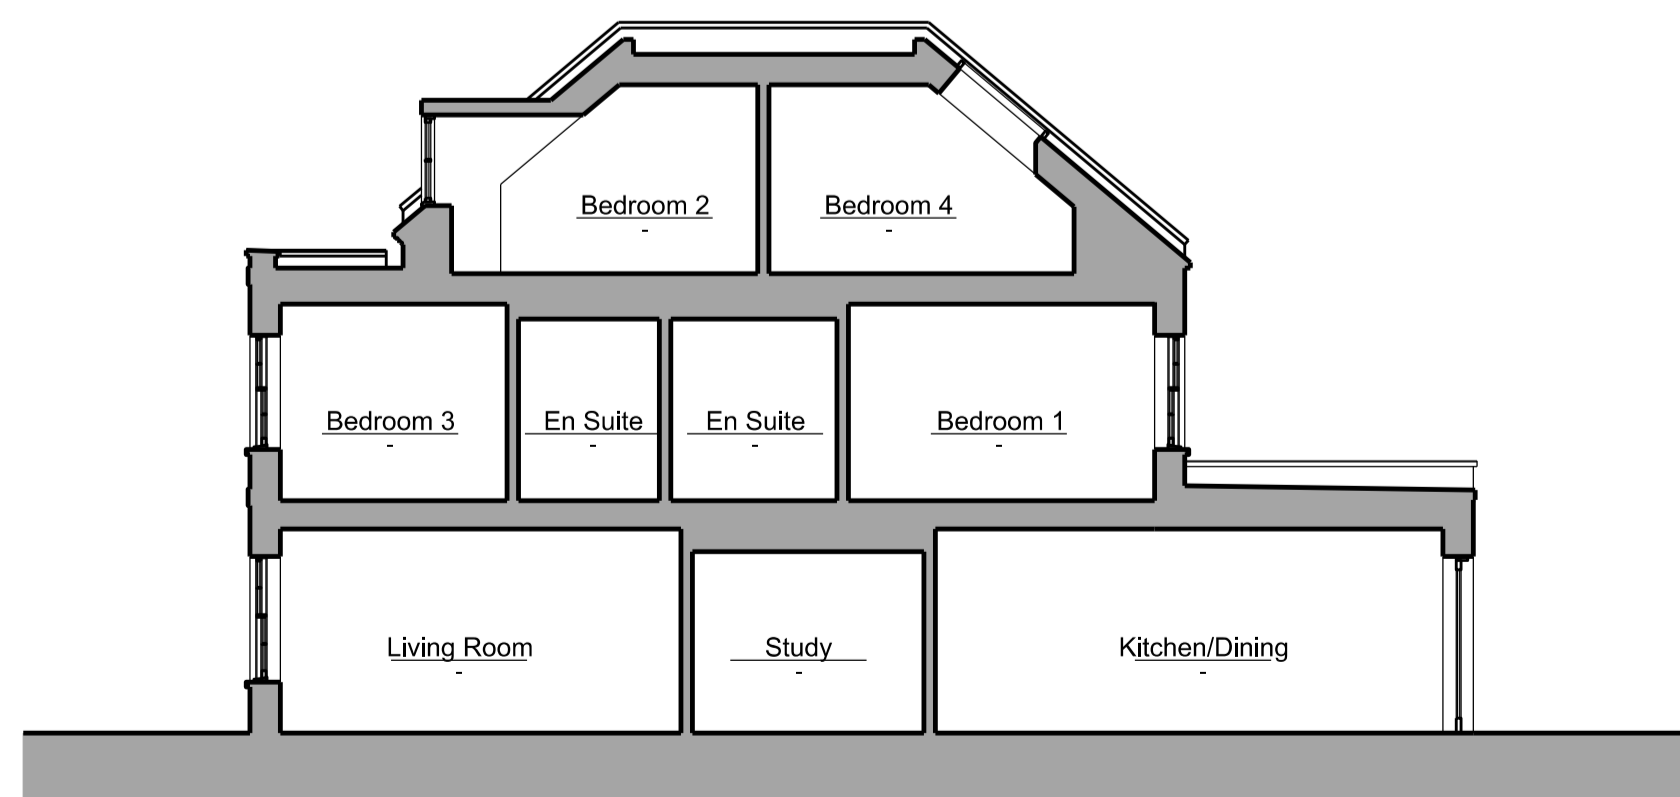 Bedroom 2
-
Bedroom 4
-
Bedroom 3
-
En Suite
-
En Suite
-
Bedroom 1
-
Living Room
-
Study
-
Kitchen/Dining
-